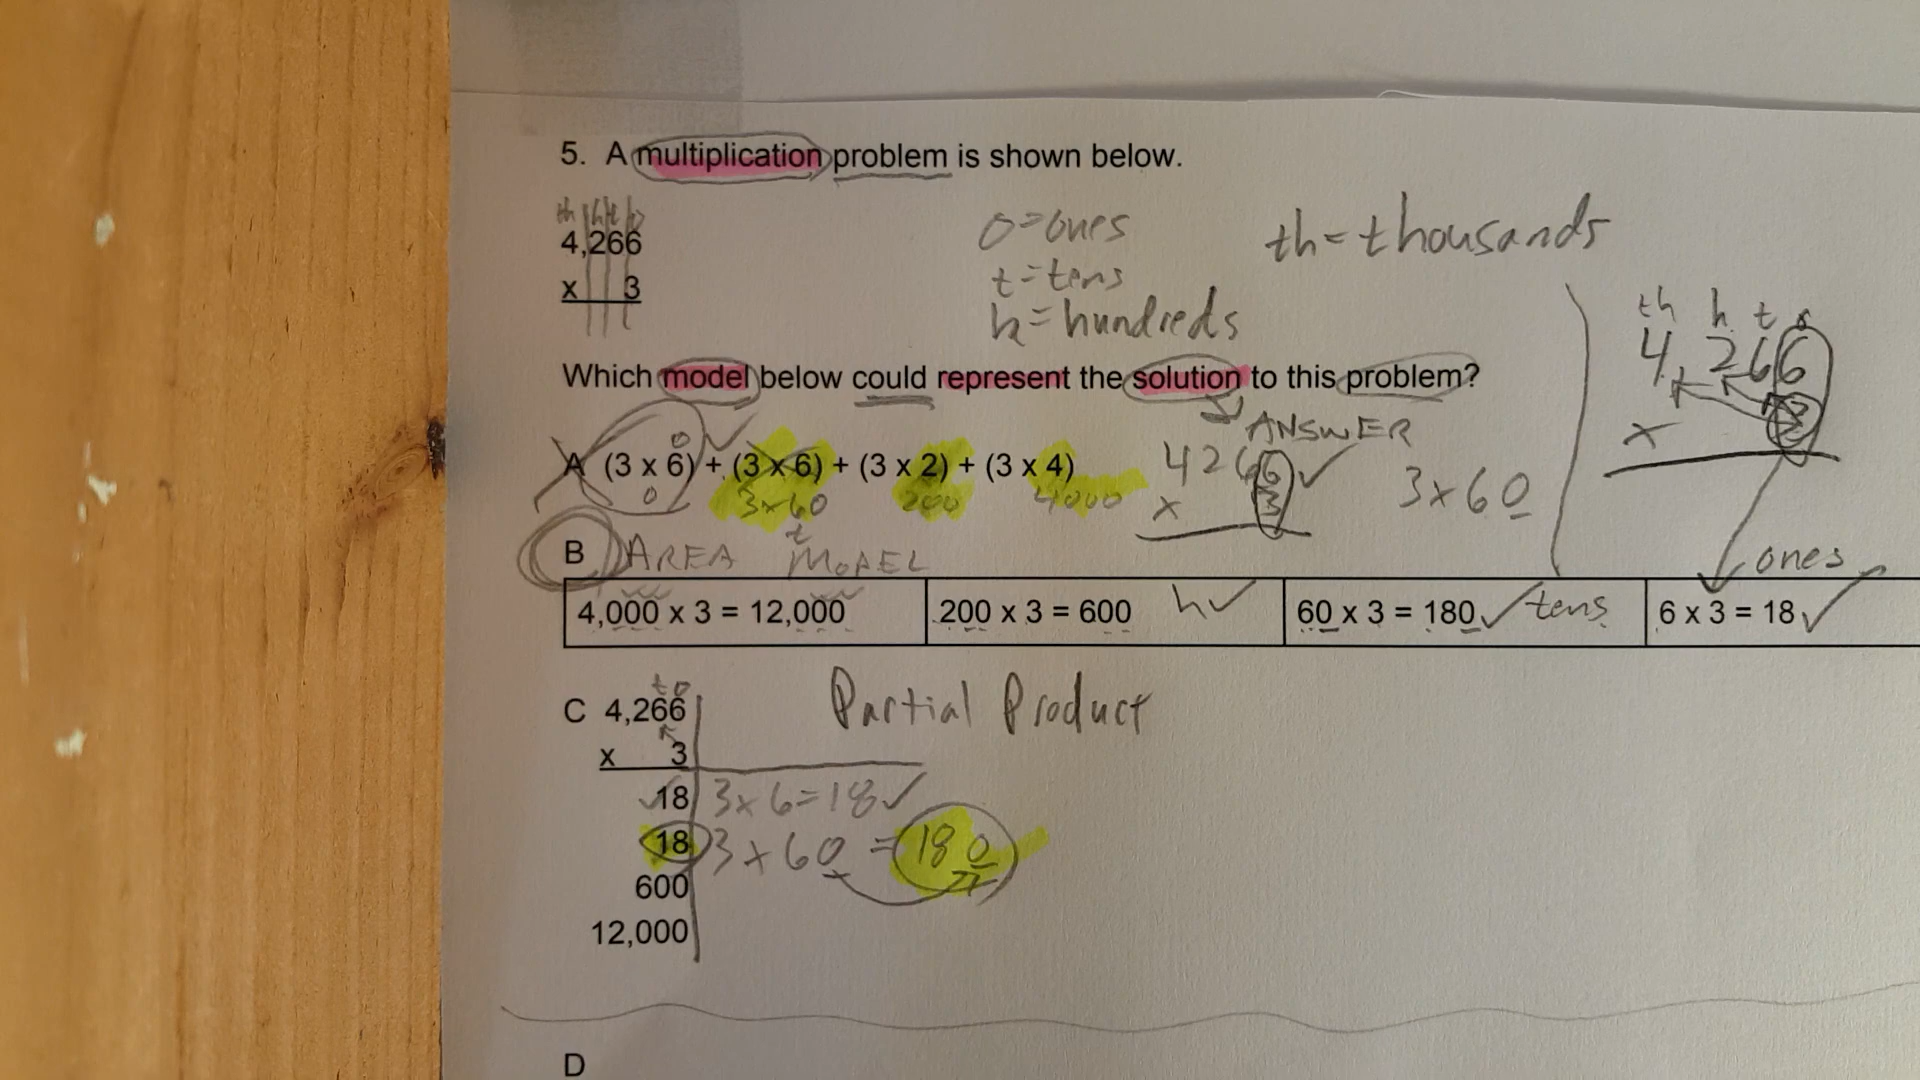 5. A multiplication problem is shown below.
th h t o
4,266
x 3
o = ones
t = tens
h = hundreds
th = thousands
th h t o
4,266
x 3
Which model below could represent the solution to this problem?
ANSWER
o
A (3 x 6) + (3 x 6) + (3 x 2) + (3 x 4)
o 3x60 200 4000
t
4266
x 3
3x60
B AREA MODEL
ones
4,000 x 3 = 12,000 200 x 3 = 600 h 60 x 3 = 180 tens 6 x 3 = 18
t o
C 4,266
x 3
Partial Product
18 3x6=18
18 3x60 = 180
600
12,000
D